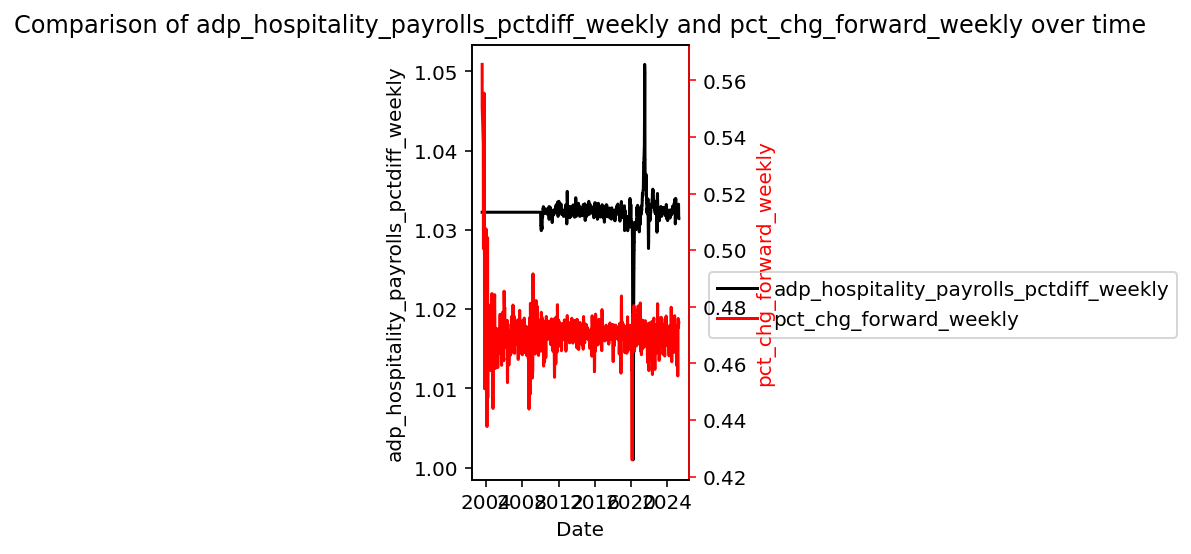 Comparison of adp_hospitality_payrolls_pctdiff_weekly and pct_chg_forward_weekly over time
adp_hospitality_payrolls_pctdiff_weekly
1.05
1.04
1.03
1.02
1.01
1.00
0.56
0.54
0.52
0.50
0.48
0.46
0.44
0.42
pct_chg_forward_weekly
adp_hospitality_payrolls_pctdiff_weekly
pct_chg_forward_weekly
2004 2008 2012 2016 2020 2024
Date